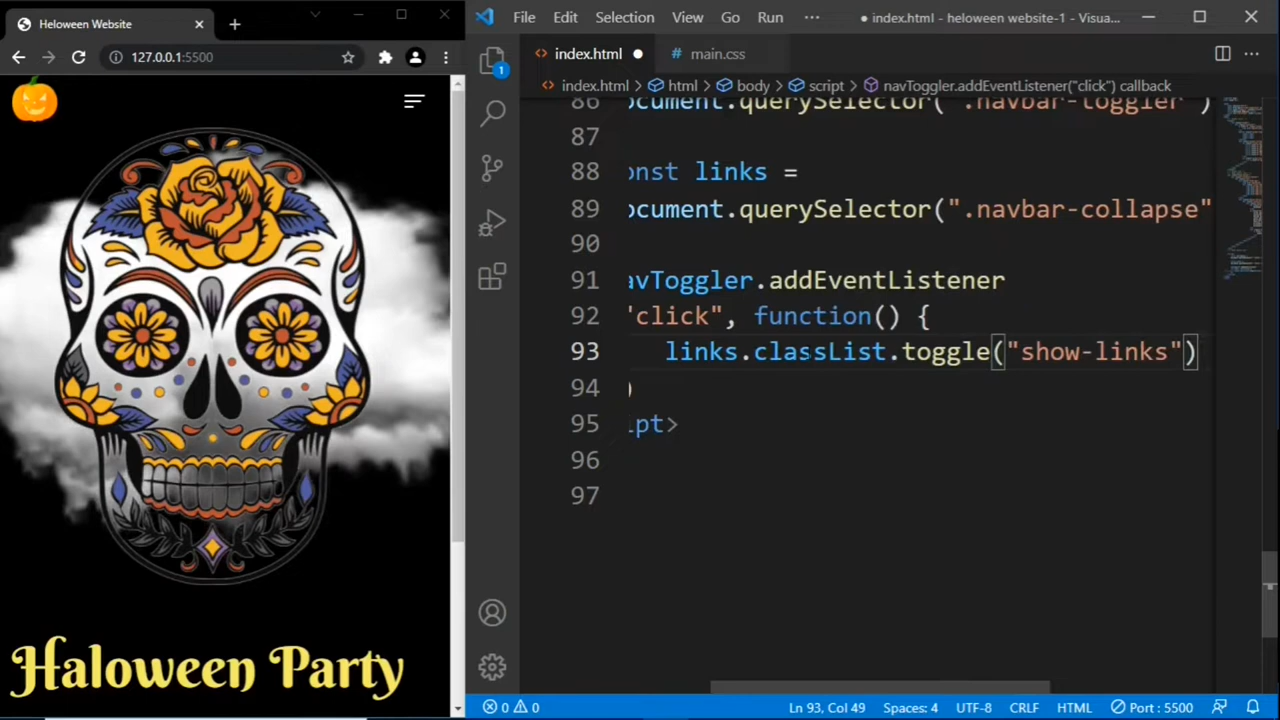 Heloween Website
127.0.0.1:5500
Haloween Party
File Edit Selection View Go Run ··· ● index.html - heloween website-1 - Visua...
index.html ●
# main.css
index.html > html > body > script > navToggler.addEventListener("click") callback
1
86 ocument.querySelector(".navbar-toggler")
87
88 onst links =
89 ocument.querySelector(".navbar-collapse"
90
91 avToggler.addEventListener
92 "click", function() {
93 links.classList.toggle("show-links")
94 )
95 ipt>
96
97
0 0 Ln 93, Col 49 Spaces: 4 UTF-8 CRLF HTML Port : 5500